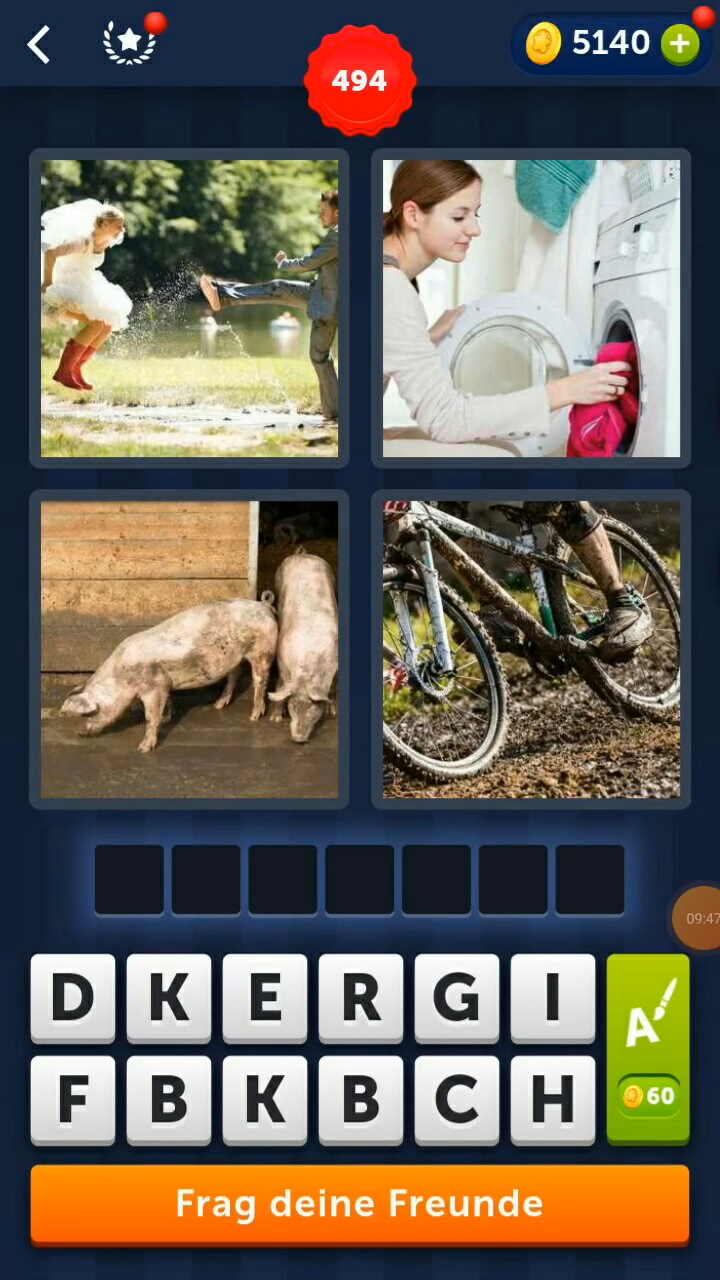 5140 +
494
09:47
D K E R G I
A
F B K B C H
60
Frag deine Freunde